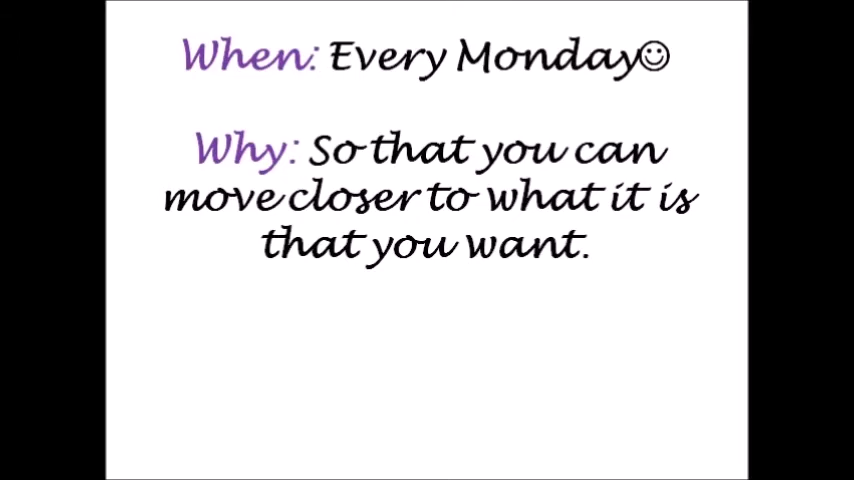 When: Every Monday☺
Why: So that you can
move closer to what it is
that you want.